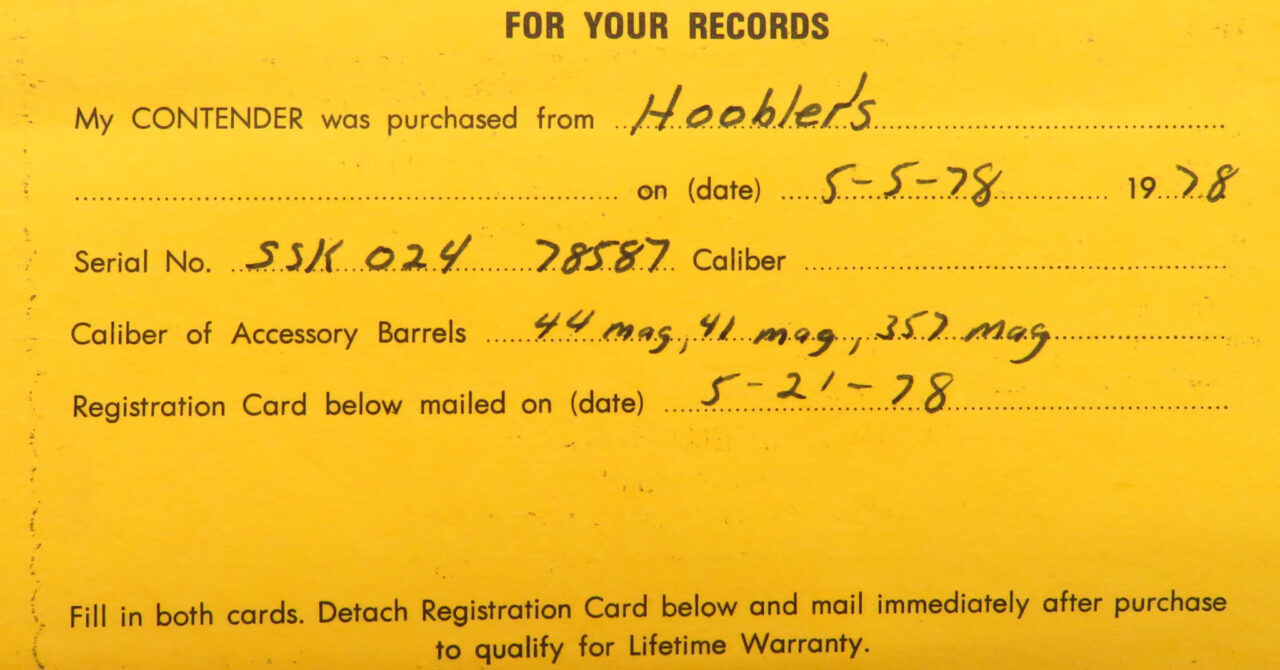 FOR YOUR RECORDS
My CONTENDER was purchased from Hoobler's
on (date) 5-5-78 1978
Serial No. SSK 024 78587 Caliber
Caliber of Accessory Barrels 44 mag, 41 mag, 357 mag
Registration Card below mailed on (date) 5-21-78
Fill in both cards. Detach Registration Card below and mail immediately after purchase
to qualify for Lifetime Warranty.